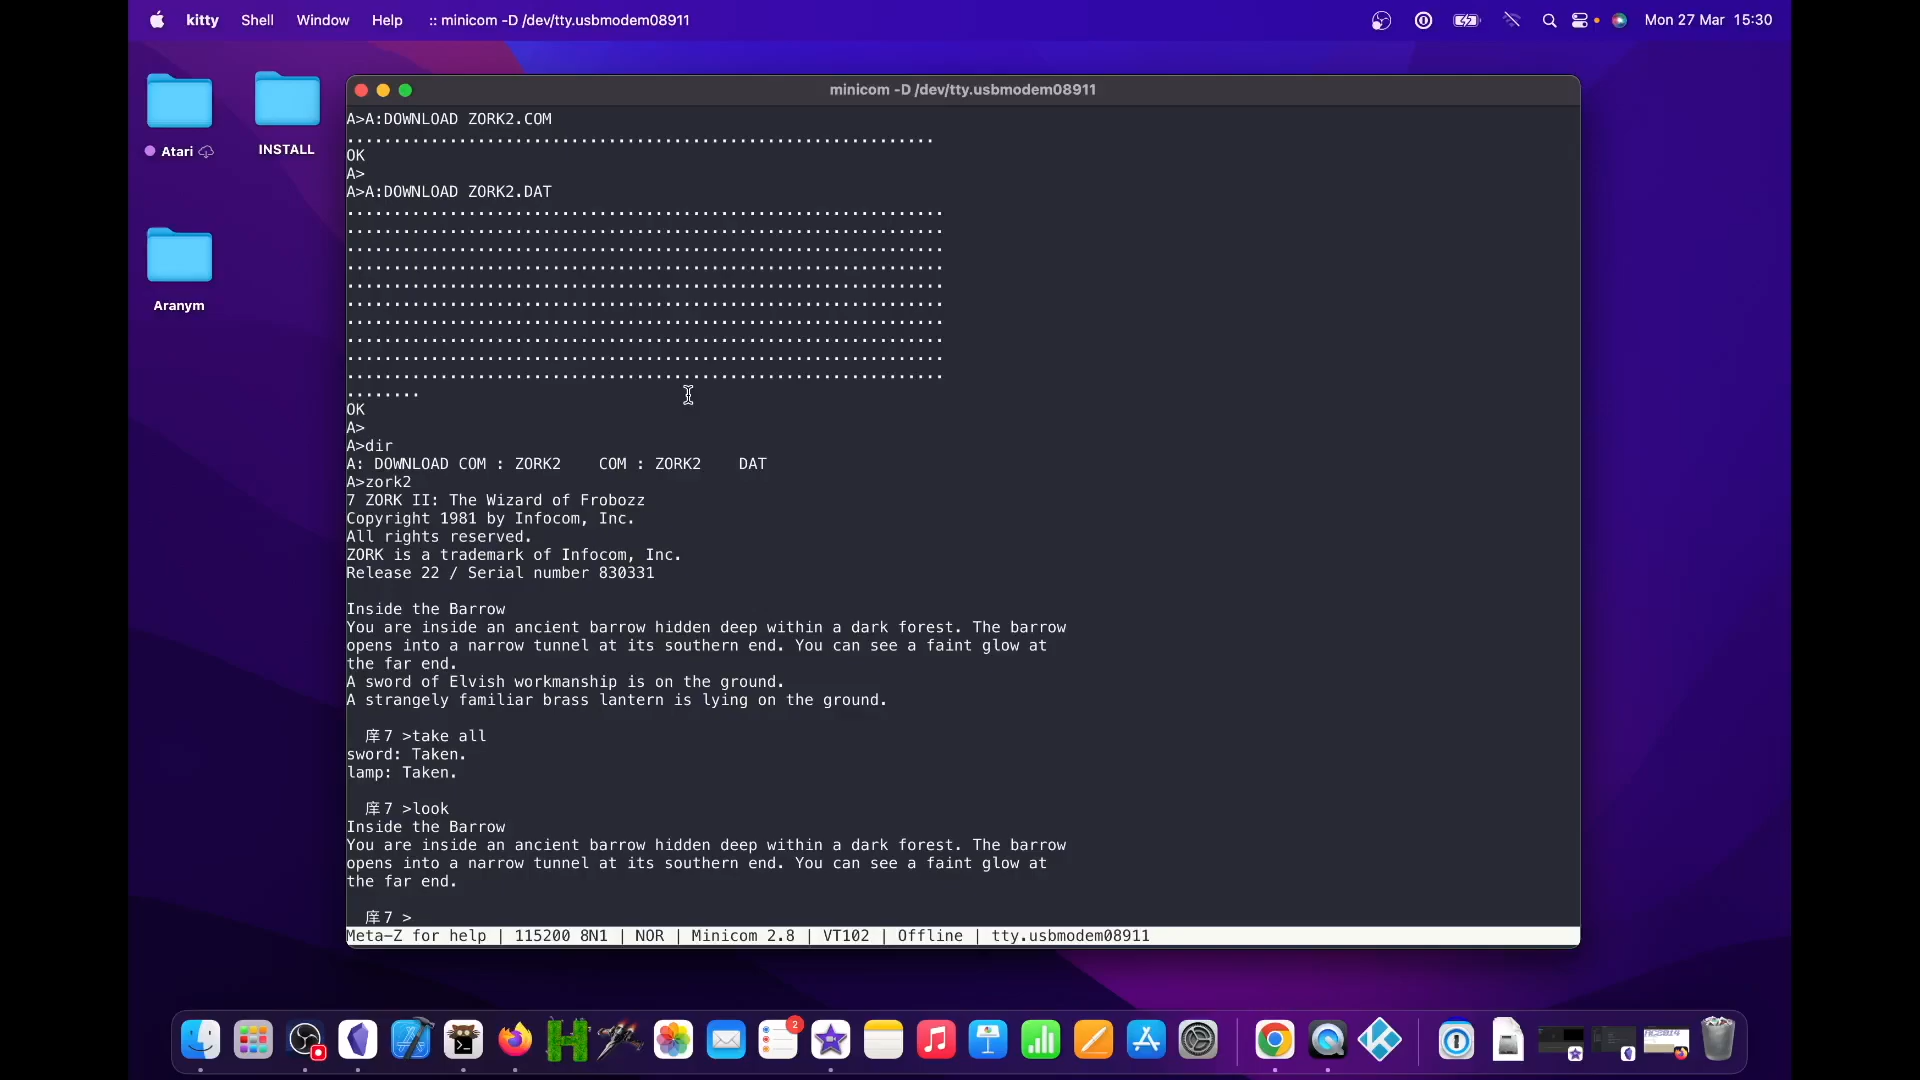 kitty Shell Window Help :: minicom -D /dev/tty.usbmodem08911 Mon 27 Mar 15:30
minicom -D /dev/tty.usbmodem08911
Atari
INSTALL
Aranym
A>A:DOWNLOAD ZORK2.COM
...............................................................
OK
A>
A>A:DOWNLOAD ZORK2.DAT
................................................................
................................................................
................................................................
................................................................
................................................................
................................................................
................................................................
................................................................
................................................................
................................................................
........
OK
A>
A>dir
A: DOWNLOAD COM : ZORK2    COM : ZORK2    DAT
A>zork2
7 ZORK II: The Wizard of Frobozz
Copyright 1981 by Infocom, Inc.
All rights reserved.
ZORK is a trademark of Infocom, Inc.
Release 22 / Serial number 830331
Inside the Barrow
You are inside an ancient barrow hidden deep within a dark forest. The barrow
opens into a narrow tunnel at its southern end. You can see a faint glow at
the far end.
A sword of Elvish workmanship is on the ground.
A strangely familiar brass lantern is lying on the ground.
7 >take all
sword: Taken.
lamp: Taken.
7 >look
Inside the Barrow
You are inside an ancient barrow hidden deep within a dark forest. The barrow
opens into a narrow tunnel at its southern end. You can see a faint glow at
the far end.
7 >
Meta-Z for help | 115200 8N1 | NOR | Minicom 2.8 | VT102 | Offline | tty.usbmodem08911
2